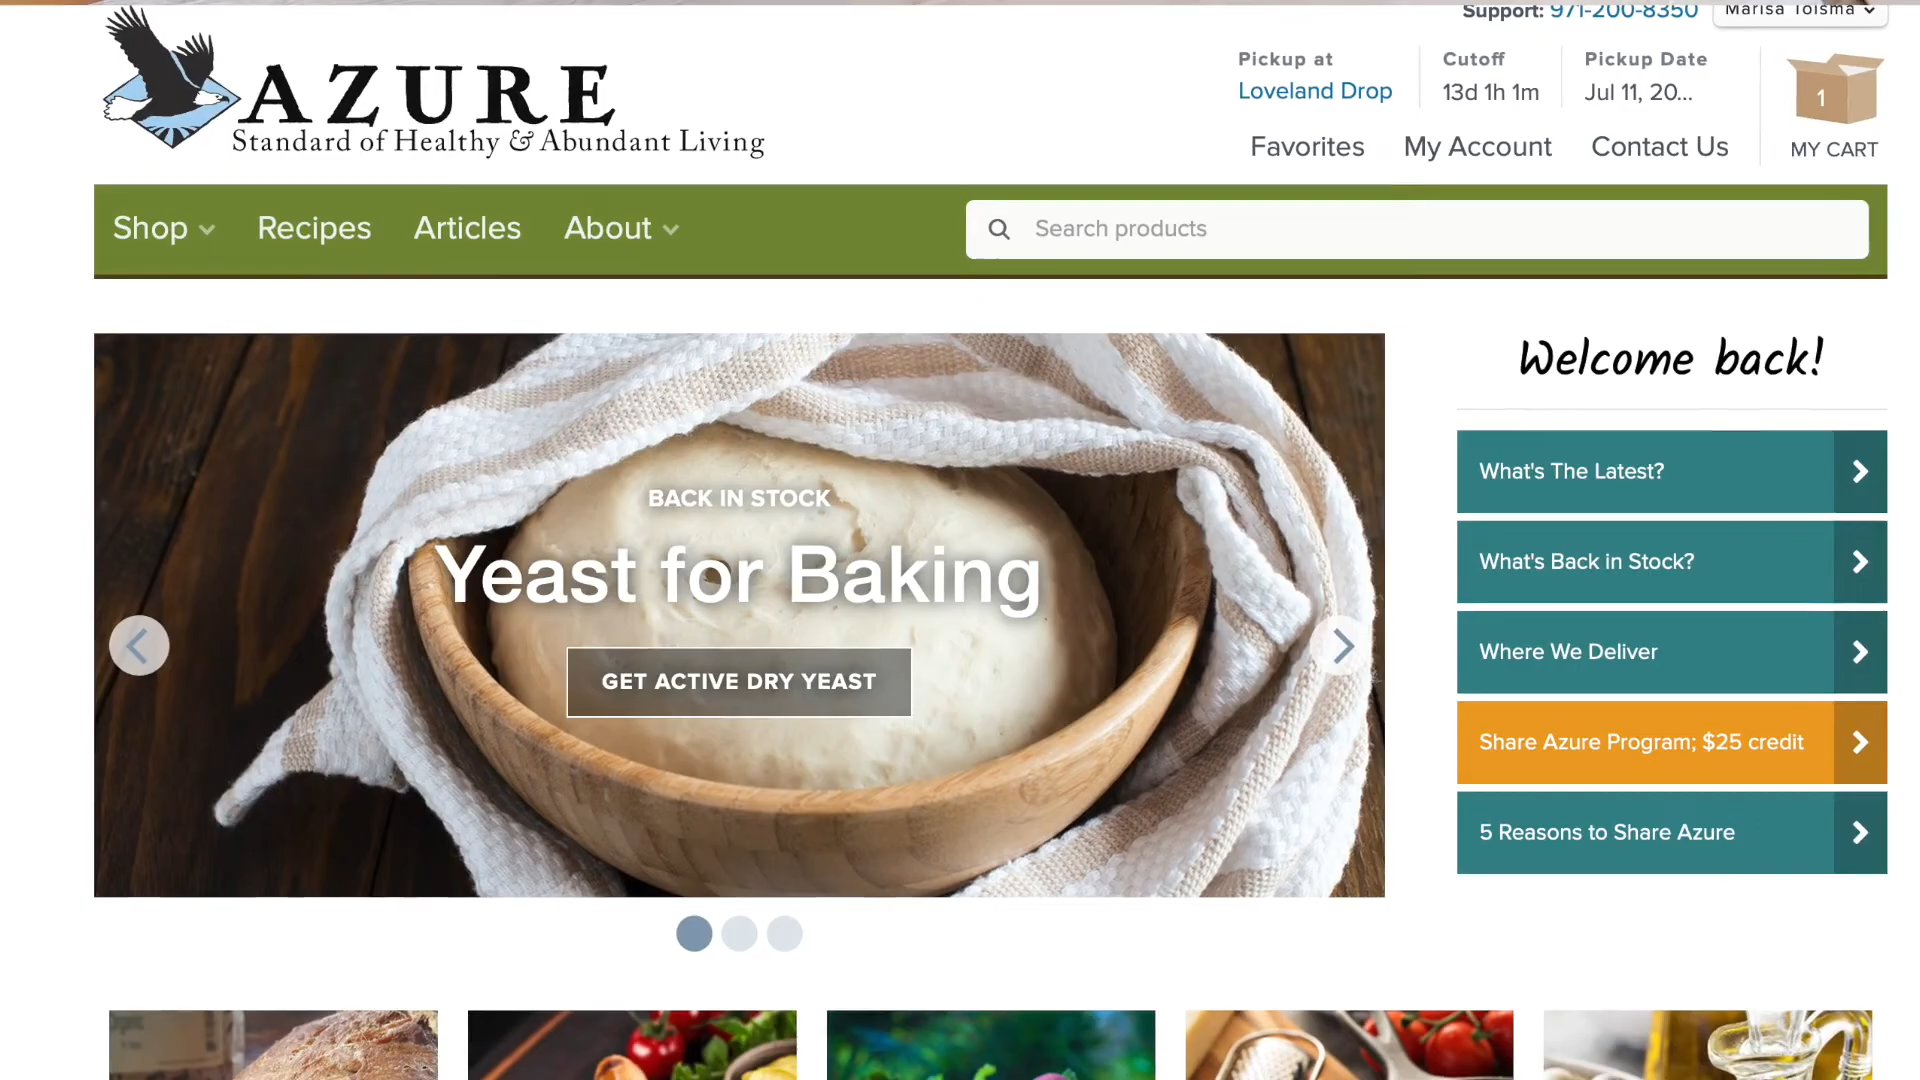 Support: 971-200-8350
Marisa Tolsma
AZURE
Standard of Healthy & Abundant Living
Pickup at
Loveland Drop
Cutoff
13d 1h 1m
Pickup Date
Jul 11, 20...
1
MY CART
Favorites
My Account
Contact Us
Shop
Recipes
Articles
About
Search products
BACK IN STOCK
Yeast for Baking
GET ACTIVE DRY YEAST
Welcome back!
What's The Latest?
What's Back in Stock?
Where We Deliver
Share Azure Program; $25 credit
5 Reasons to Share Azure